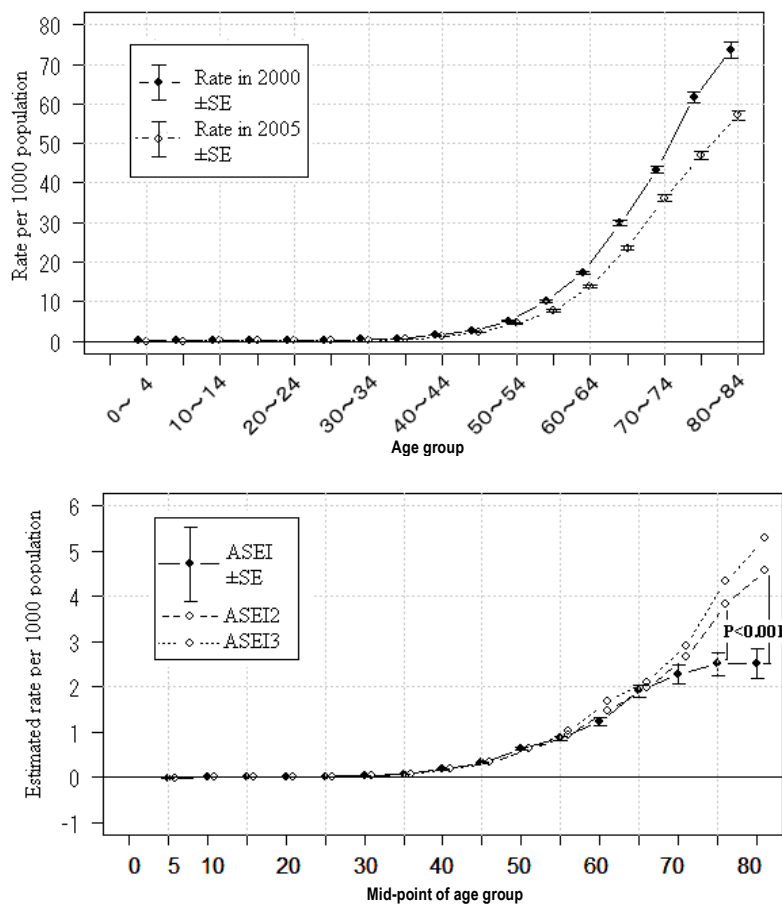 80
70
60
50
40
30
20
10
0
Rate per 1000 population
Rate in 2000
±SE
Rate in 2005
±SE
0～ 4
10～14
20～24
30～34
40～44
50～54
60～64
70～74
80～84
Age group
6
5
4
3
2
1
0
-1
Estimated rate per 1000 population
ASEI
±SE
ASEI2
ASEI3
P<0.001
0 5 10 20 30 40 50 60 70 80
Mid-point of age group